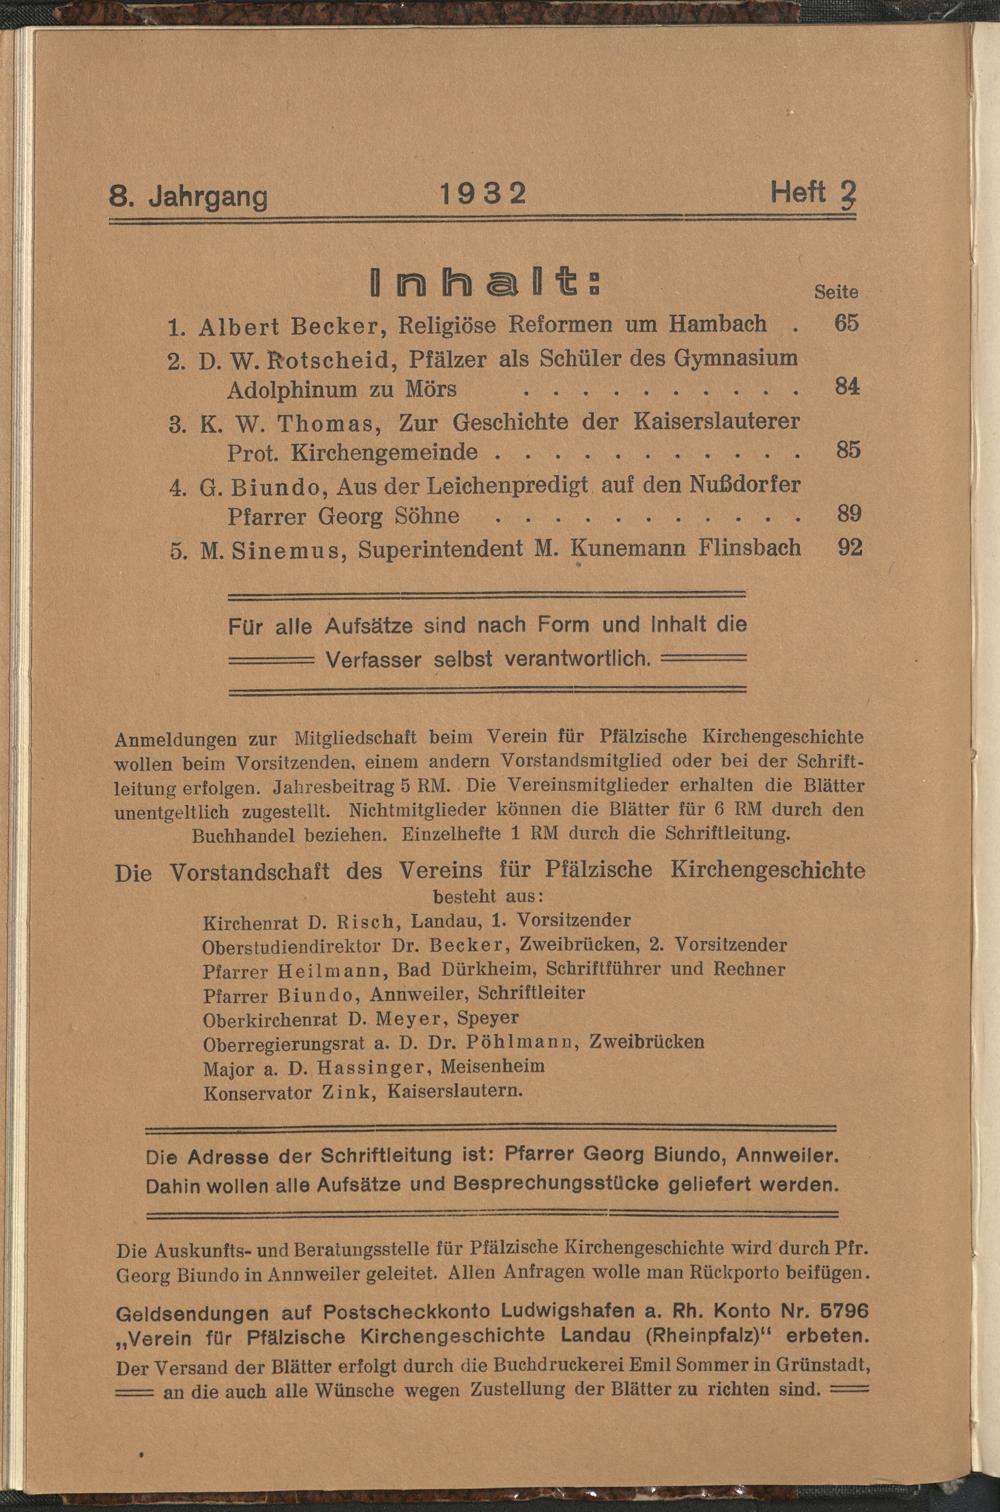 8. Jahrgang 1932 Heft 3
Inhalt:
Seite
1. Albert Becker, Religiöse Reformen um Hambach . 65
2. D. W. Rotscheid, Pfälzer als Schüler des Gymnasium
Adolphinum zu Mörs . . . . . . . . . . 84
3. K. W. Thomas, Zur Geschichte der Kaiserslauterer
Prot. Kirchengemeinde . . . . . . . . . . . 85
4. G. Biundo, Aus der Leichenpredigt auf den Nußdorfer
Pfarrer Georg Söhne . . . . . . . . . . . 89
5. M. Sinemus, Superintendent M. Kunemann Flinsbach 92
Für alle Aufsätze sind nach Form und Inhalt die
Verfasser selbst verantwortlich.
Anmeldungen zur Mitgliedschaft beim Verein für Pfälzische Kirchengeschichte
wollen beim Vorsitzenden, einem andern Vorstandsmitglied oder bei der Schrift-
leitung erfolgen. Jahresbeitrag 5 RM. Die Vereinsmitglieder erhalten die Blätter
unentgeltlich zugestellt. Nichtmitglieder können die Blätter für 6 RM durch den
Buchhandel beziehen. Einzelhefte 1 RM durch die Schriftleitung.
Die Vorstandschaft des Vereins für Pfälzische Kirchengeschichte
besteht aus:
Kirchenrat D. Risch, Landau, 1. Vorsitzender
Oberstudiendirektor Dr. Becker, Zweibrücken, 2. Vorsitzender
Pfarrer Heilmann, Bad Dürkheim, Schriftführer und Rechner
Pfarrer Biundo, Annweiler, Schriftleiter
Oberkirchenrat D. Meyer, Speyer
Oberregierungsrat a. D. Dr. Pöhlmann, Zweibrücken
Major a. D. Hassinger, Meisenheim
Konservator Zink, Kaiserslautern.
Die Adresse der Schriftleitung ist: Pfarrer Georg Biundo, Annweiler.
Dahin wollen alle Aufsätze und Besprechungsstücke geliefert werden.
Die Auskunfts- und Beratungsstelle für Pfälzische Kirchengeschichte wird durch Pfr.
Georg Biundo in Annweiler geleitet. Allen Anfragen wolle man Rückporto beifügen.
Geldsendungen auf Postscheckkonto Ludwigshafen a. Rh. Konto Nr. 5796
„Verein für Pfälzische Kirchengeschichte Landau (Rheinpfalz)“ erbeten.
Der Versand der Blätter erfolgt durch die Buchdruckerei Emil Sommer in Grünstadt,
an die auch alle Wünsche wegen Zustellung der Blätter zu richten sind.